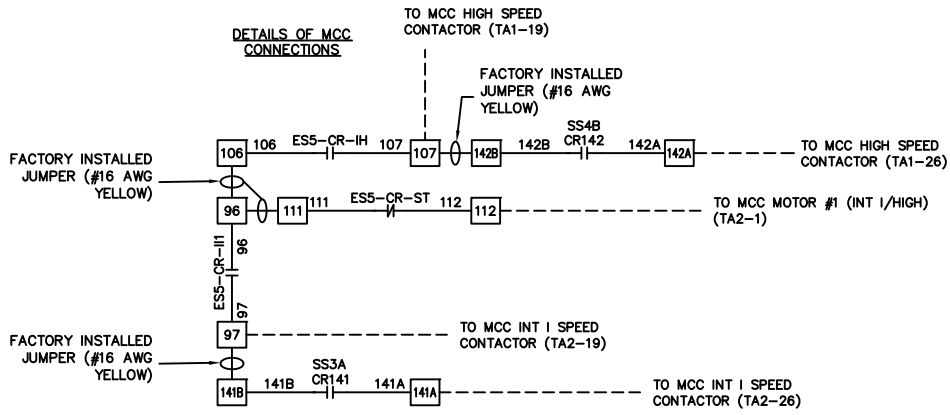 TO MCC HIGH SPEED
CONTACTOR (TA1-19)
DETAILS OF MCC
CONNECTIONS
FACTORY INSTALLED
JUMPER (#16 AWG
YELLOW)
106 106 ES5-CR-IH 107 107 142B 142B SS4B
CR142 142A 142A
TO MCC HIGH SPEED
CONTACTOR (TA1-26)
FACTORY INSTALLED
JUMPER (#16 AWG
YELLOW)
96 111 111 ES5-CR-ST 112 112
TO MCC MOTOR #1 (INT I/HIGH)
(TA2-1)
96
ES5-CR-II1
97
97
TO MCC INT I SPEED
CONTACTOR (TA2-19)
FACTORY INSTALLED
JUMPER (#16 AWG
YELLOW)
141B 141B SS3A
CR141 141A 141A
TO MCC INT I SPEED
CONTACTOR (TA2-26)